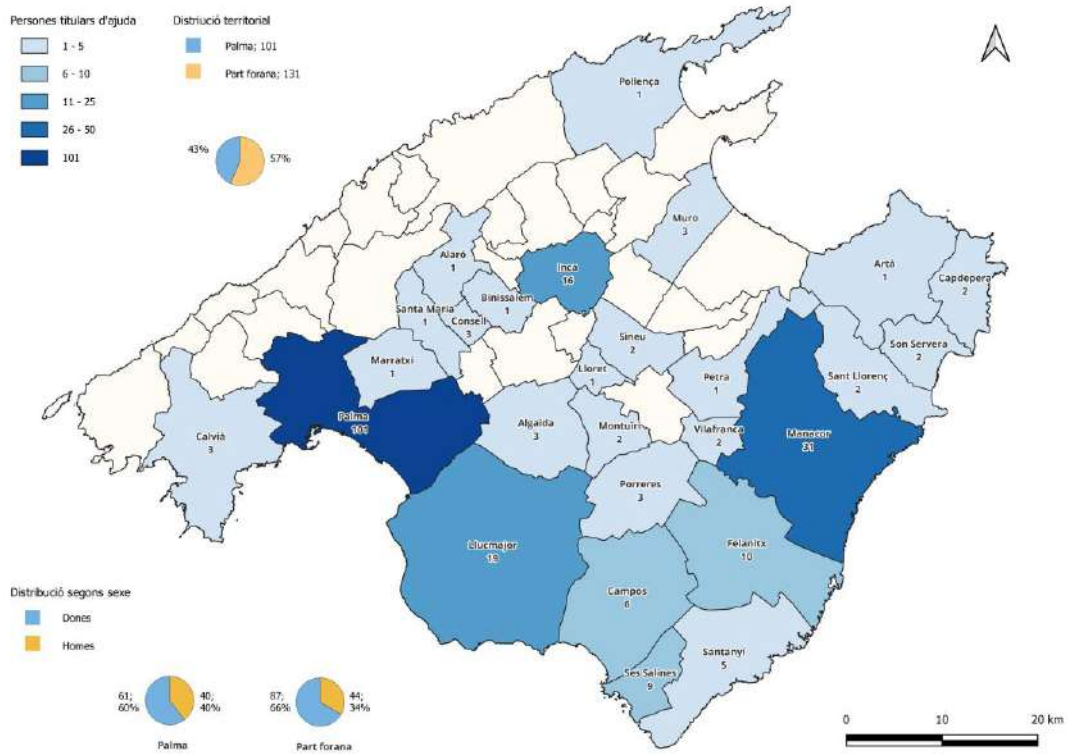 Persones titulars d'ajuda
1 - 5
6 - 10
11 - 25
26 - 50
101
Distriució territorial
Palma; 101
Part forana; 131
43%
57%
Pollença
1
Muro
3
Alaró
1
Inca
16
Artà
1
Capdepera
2
Binissalem
1
Santa Maria
1
Consell
3
Sineu
2
Son Servera
2
Marratxí
1
Lloret
1
Petra
1
Sant Llorenç
2
Palma
101
Calvià
3
Algaida
3
Montuïri
2
Vilafranca
2
Manacor
31
Porreres
3
Llucmajor
19
Felanitx
10
Campos
6
Santanyí
5
Ses Salines
9
Distribució segons sexe
Dones
Homes
61;
60%
40;
40%
Palma
87;
66%
44;
34%
Part forana
0 10 20 km